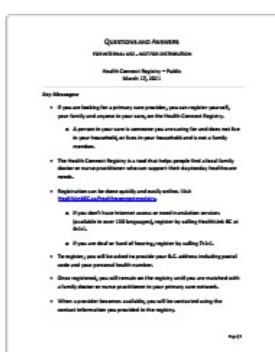 QUESTIONS AND ANSWERS
FOR INTERNAL USE – NOT FOR DISTRIBUTION
Health Connect Registry – Public
March 17, 2021
Key Messages
• If you are looking for a primary care provider, you can register yourself,
your family and anyone in your care, on the Health Connect Registry.
o A person in your care is someone you are caring for and does not live
in your household, or lives in your household and is not a family
member.
• The Health Connect Registry is a tool that helps people find a local family
doctor or nurse practitioner who can support their day-to-day healthcare
needs.
• Registration can be done quickly and easily online. Visit
HealthLinkBC.ca/health-connect-registry.
o If you don't have internet access or need translation services
(available in over 130 languages), register by calling HealthLink BC at
8-1-1.
o If you are deaf or hard of hearing, register by calling 7-1-1.
• To register, you will be asked to provide your B.C. address including postal
code and your personal health number.
• Once registered, you will remain on the registry until you are matched with
a family doctor or nurse practitioner in your primary care network.
• When a provider becomes available, you will be contacted using the
contact information you provided in the registry.